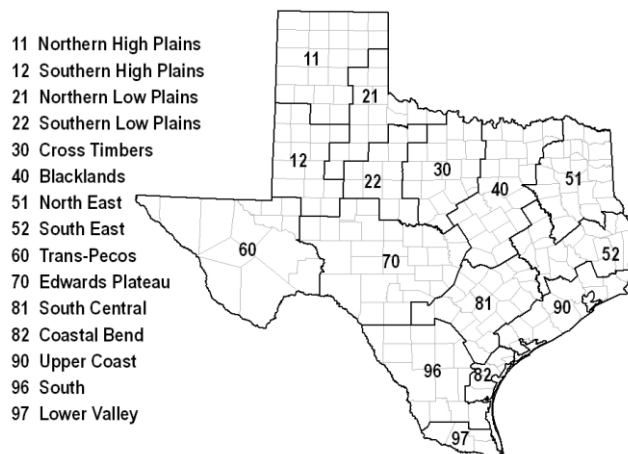 11 Northern High Plains
12 Southern High Plains
21 Northern Low Plains
22 Southern Low Plains
30 Cross Timbers
40 Blacklands
51 North East
52 South East
60 Trans-Pecos
70 Edwards Plateau
81 South Central
82 Coastal Bend
90 Upper Coast
96 South
97 Lower Valley
11
21
12
22
30
40
51
60
70
52
81
90
96
82
97